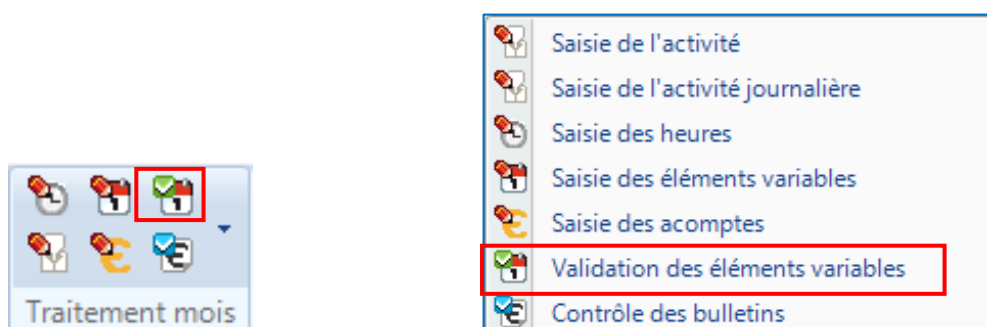 Saisie de l'activité
Saisie de l'activité journalière
Saisie des heures
Saisie des éléments variables
Saisie des acomptes
Validation des éléments variables
Contrôle des bulletins
Traitement mois